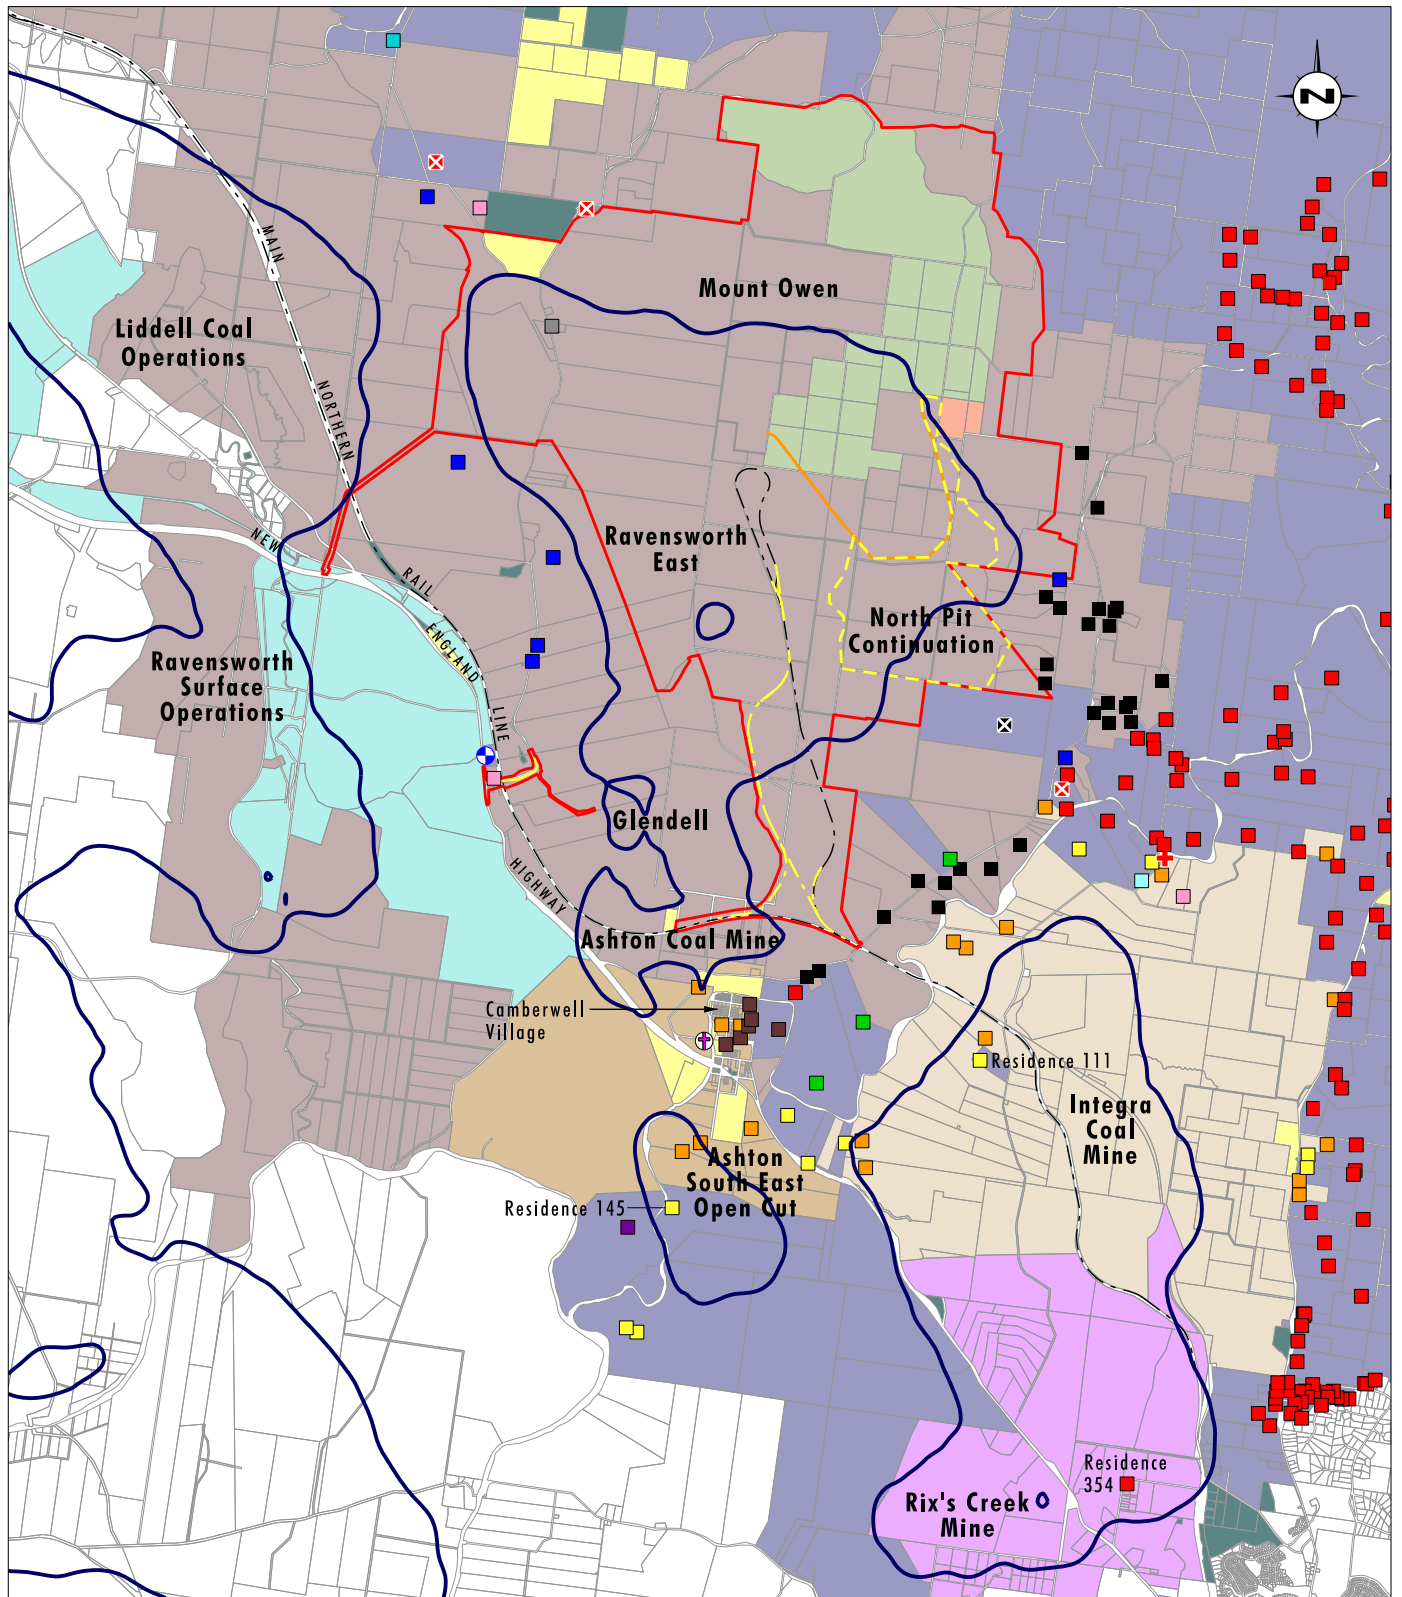 N
MAIN
Mount Owen
Liddell Coal
Operations
NORTHERN
NEW
Ravensworth
East
RAIL
North Pit
Continuation
ENGLAND
Ravensworth
Surface
Operations
LINE
Glendell
HIGHWAY
Ashton Coal Mine
Camberwell
Village
Residence 111
Integra
Coal
Mine
Ashton
South East
Open Cut
Residence 145
Residence
354
Rix's Creek
Mine